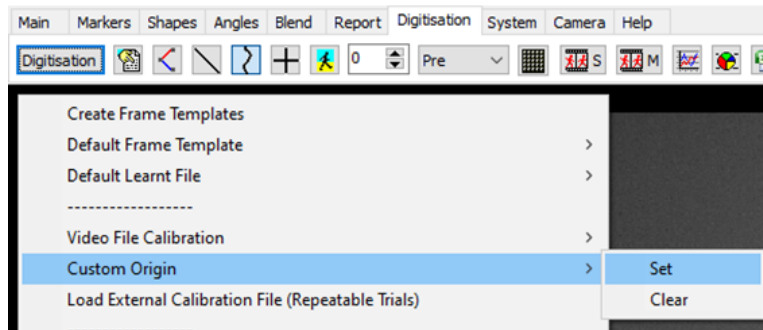 Main Markers Shapes Angles Blend Report Digitisation System Camera Help
Digitisation 0 Pre S M
Create Frame Templates
Default Frame Template
Default Learnt File
------------------
Video File Calibration
Custom Origin Set
Load External Calibration File (Repeatable Trials) Clear